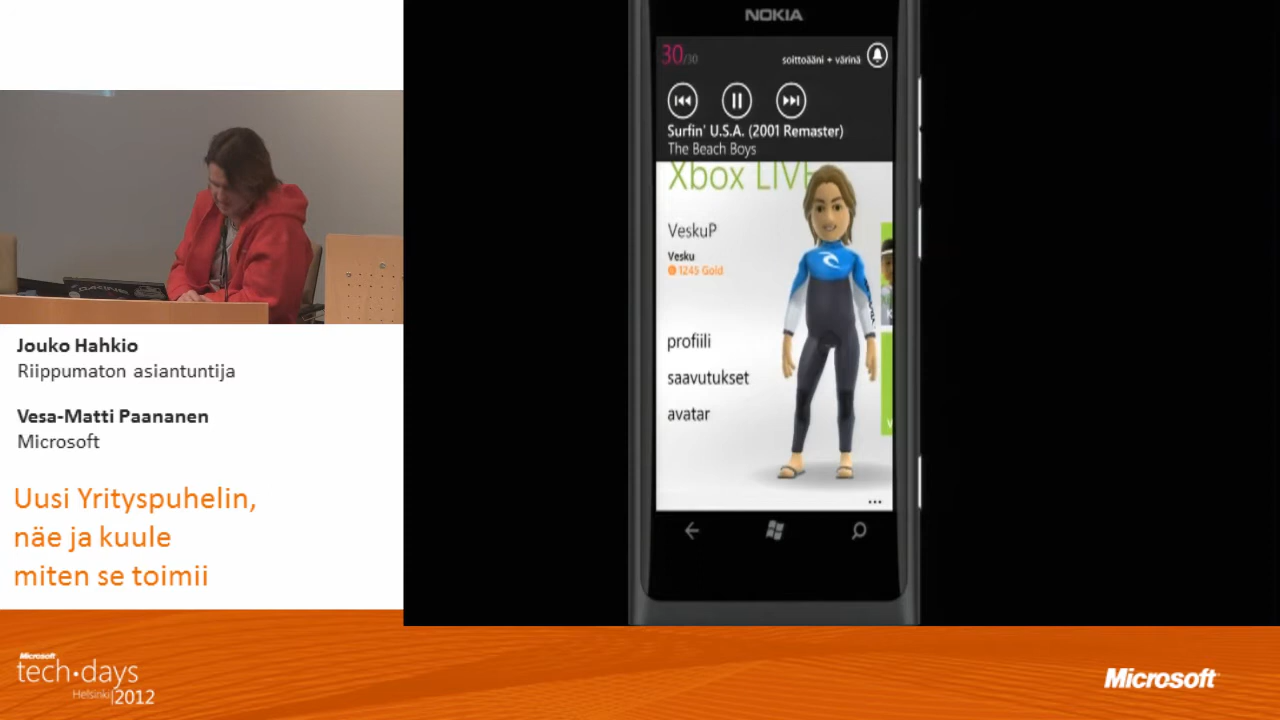 Jouko Hahkio
Riippumaton asiantuntija
Vesa-Matti Paananen
Microsoft
Uusi Yrityspuhelin,
näe ja kuule
miten se toimii
Microsoft
tech·days
Helsinki|2012
NOKIA
30/30
soittoääni + värinä
Surfin' U.S.A. (2001 Remaster)
The Beach Boys
Xbox LIVE
VeskuP
Vesku
1245 Gold
profiili
saavutukset
avatar
...
Microsoft